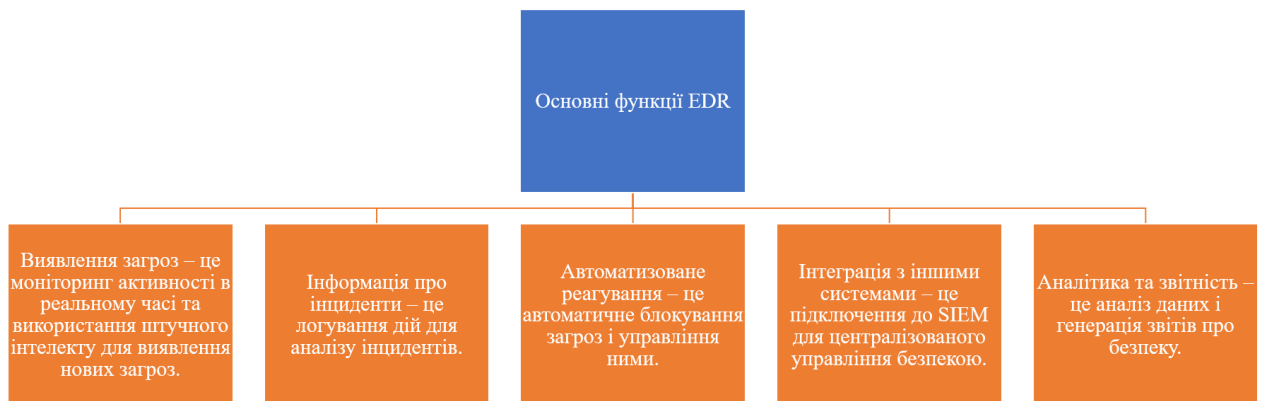 Основні функції EDR
Виявлення загроз – це
моніторинг активності в
реальному часі та
використання штучного
інтелекту для виявлення
нових загроз.
Інформація про
інциденти – це
логування дій для
аналізу інцидентів.
Автоматизоване
реагування – це
автоматичне блокування
загроз і управління
ними.
Інтеграція з іншими
системами – це
підключення до SIEM
для централізованого
управління безпекою.
Аналітика та звітність –
це аналіз даних і
генерація звітів про
безпеку.